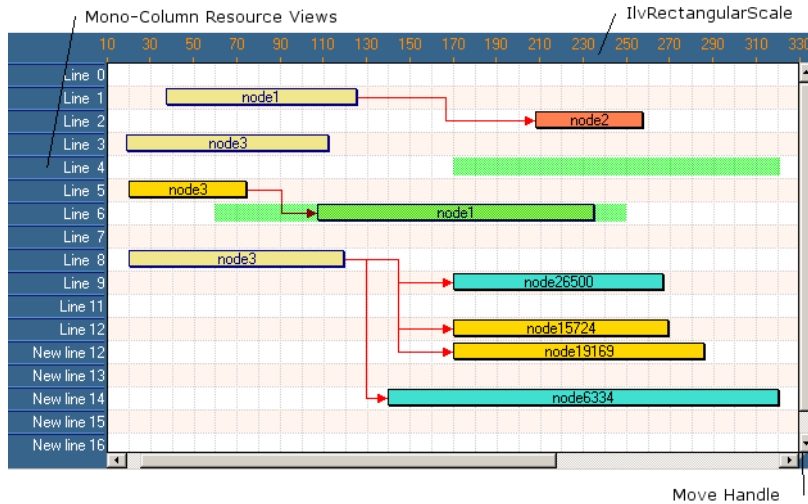 Mono-Column Resource Views
IlvRectangularScale
10 30 50 70 90 110 130 150 170 190 210 230 250 270 290 310 330
Line 0
Line 1
node1
Line 2
node2
Line 3
node3
Line 4
Line 5
node3
Line 6
node1
Line 7
Line 8
node3
Line 9
node26500
Line 11
Line 12
node15724
New line 12
node19169
New line 13
New line 14
node6334
New line 15
New line 16
Move Handle